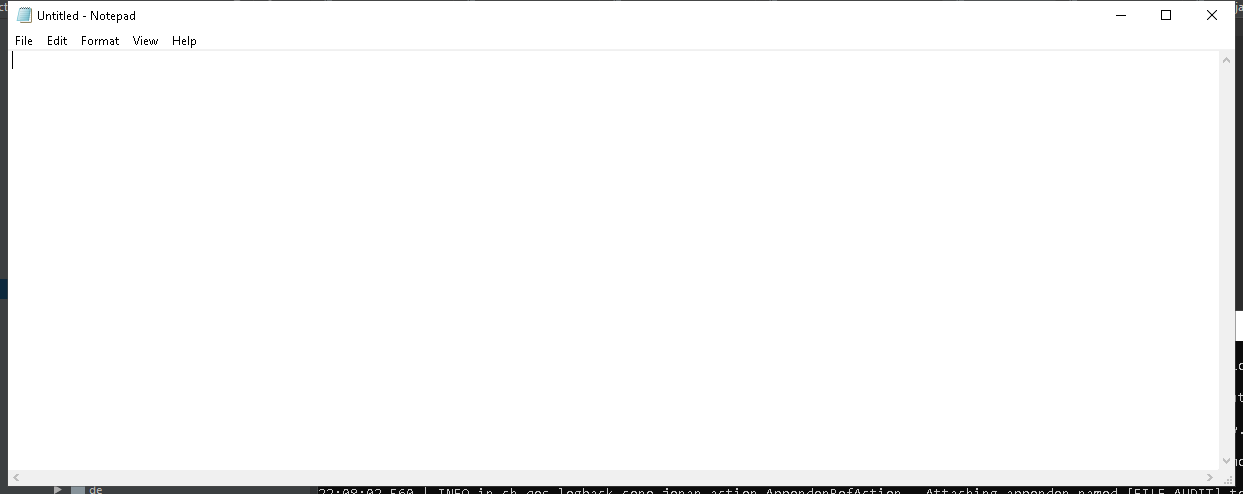 Untitled - Notepad
File Edit Format View Help
de
22:08:02,560 | INFO in ch.qos.logback.core.joran.action.AppenderRefAction - Attaching appender named [FILE_AUDIT] t